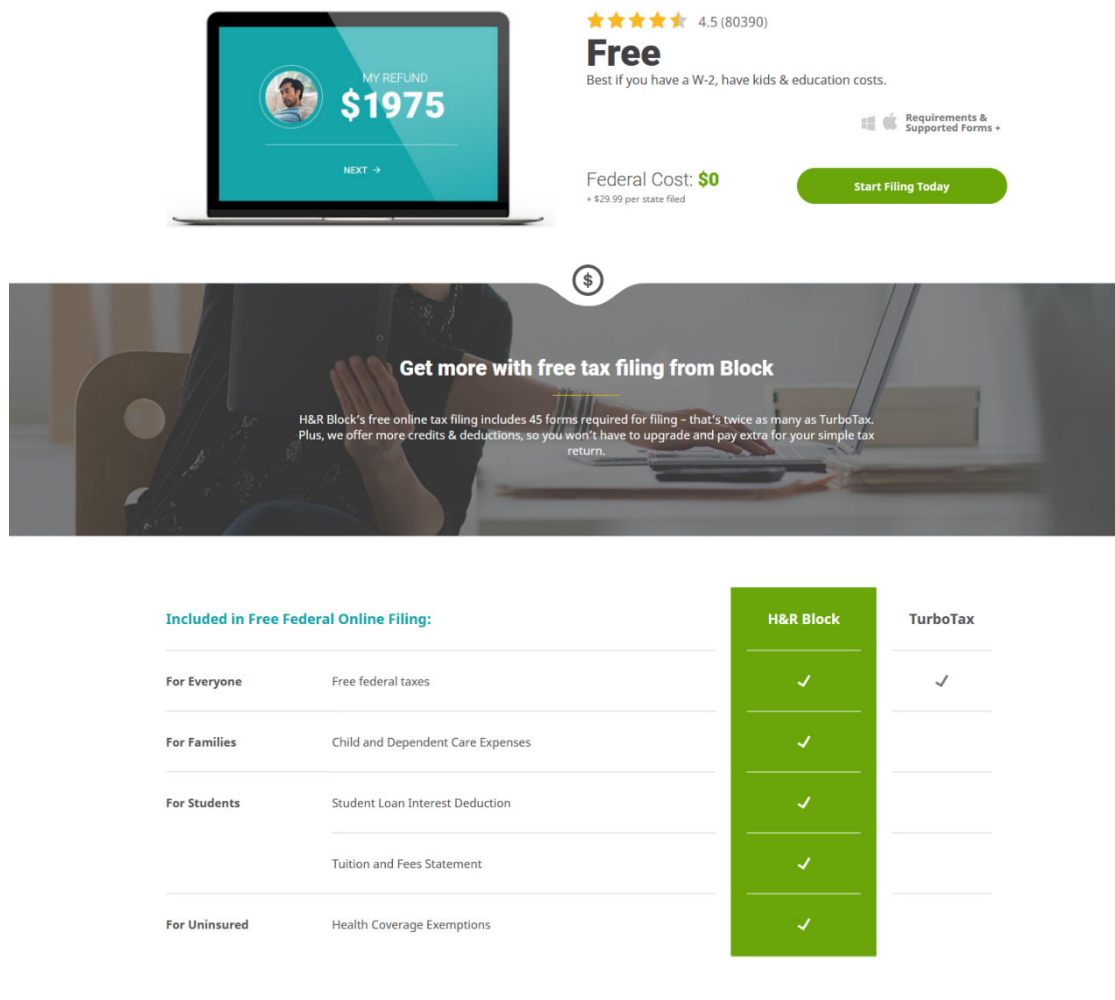 4.5 (80390)
Free
Best if you have a W-2, have kids & education costs.
MY REFUND
$1975
NEXT →
Requirements &
Supported Forms +
Federal Cost: $0
+ $29.99 per state filed
Start Filing Today
$
Get more with free tax filing from Block
H&R Block's free online tax filing includes 45 forms required for filing – that's twice as many as TurboTax.
Plus, we offer more credits & deductions, so you won't have to upgrade and pay extra for your simple tax
return.
Included in Free Federal Online Filing: H&R Block TurboTax
For Everyone Free federal taxes
For Families Child and Dependent Care Expenses
For Students Student Loan Interest Deduction
Tuition and Fees Statement
For Uninsured Health Coverage Exemptions